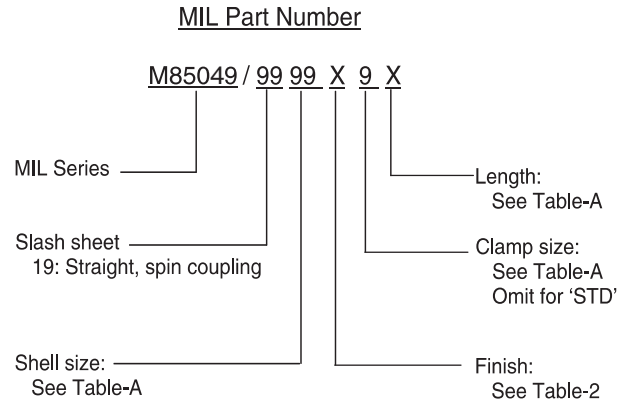 MIL Part Number
M85049 / 99 99 X 9 X
MIL Series
Length:
See Table-A
Slash sheet
19: Straight, spin coupling
Clamp size:
See Table-A
Omit for 'STD'
Shell size:
See Table-A
Finish:
See Table-2